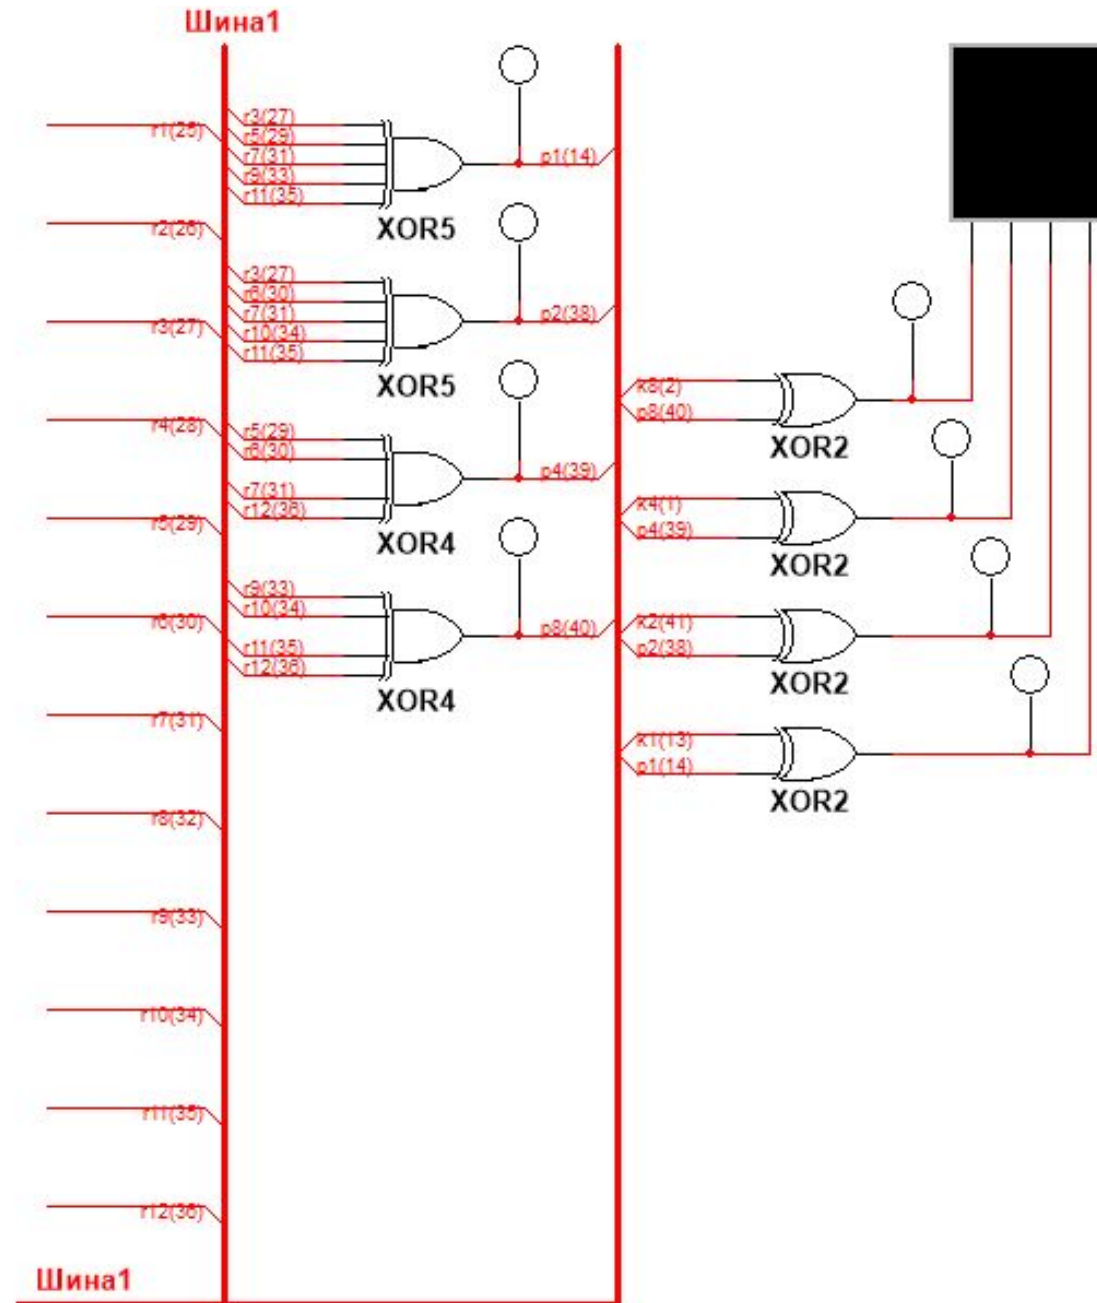 Шина1
r1(25)
r2(26)
r3(27)
r4(28)
r5(29)
r6(30)
r7(31)
r8(32)
r9(33)
r10(34)
r11(35)
r12(36)
Шина1
r3(27)
r5(29)
r7(31)
r9(33)
r11(35)
XOR5
p1(14)
r3(27)
r6(30)
r7(31)
r10(34)
r11(35)
XOR5
p2(38)
r5(29)
r6(30)
r7(31)
r12(36)
XOR4
p4(39)
r9(33)
r10(34)
r11(35)
r12(36)
XOR4
p8(40)
k8(2)
p8(40)
XOR2
k4(1)
p4(39)
XOR2
k2(41)
p2(38)
XOR2
k1(13)
p1(14)
XOR2